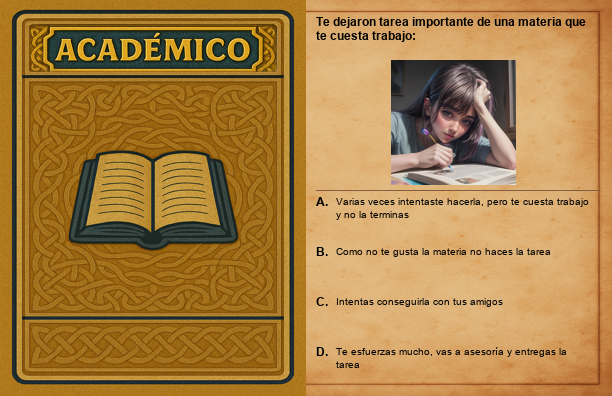 ACADÉMICO
Te dejaron tarea importante de una materia que
te cuesta trabajo:
A. Varias veces intentaste hacerla, pero te cuesta trabajo
y no la terminas
B. Como no te gusta la materia no haces la tarea
C. Intentas conseguirla con tus amigos
D. Te esfuerzas mucho, vas a asesoría y entregas la
tarea